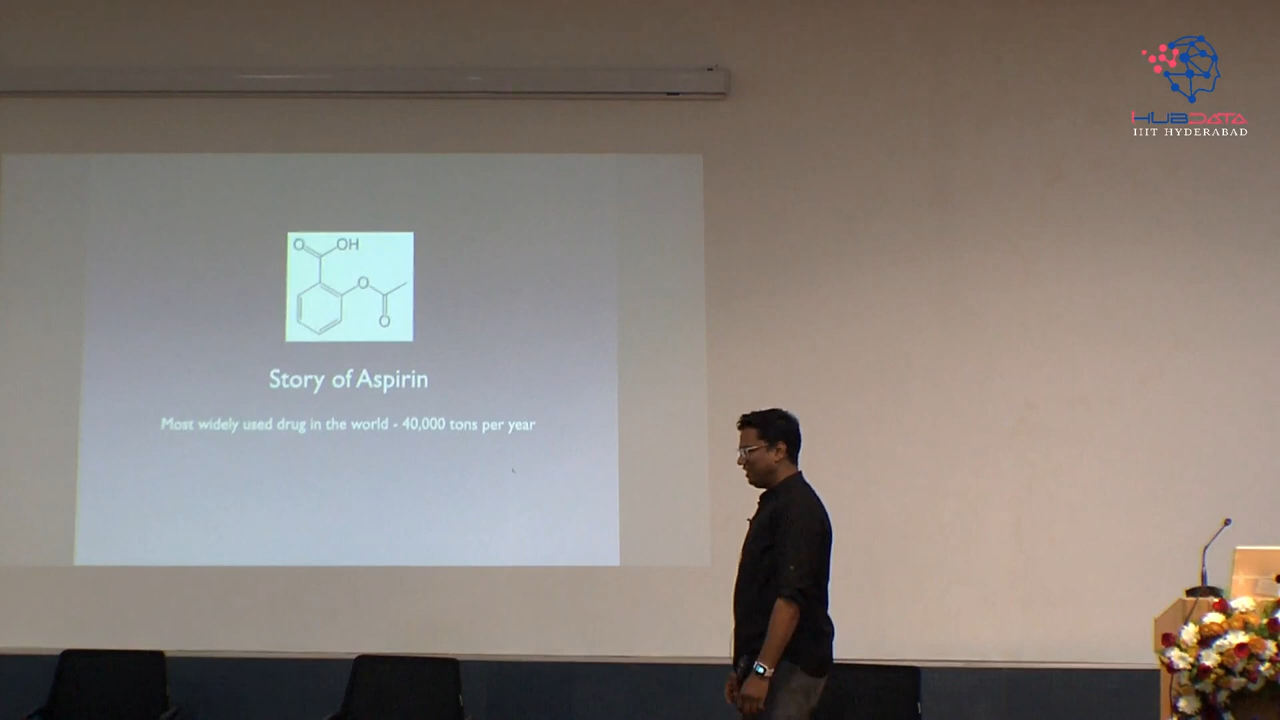 HUBDATA
IIIT HYDERABAD
O OH
O
O
Story of Aspirin
Most widely used drug in the world - 40,000 tons per year